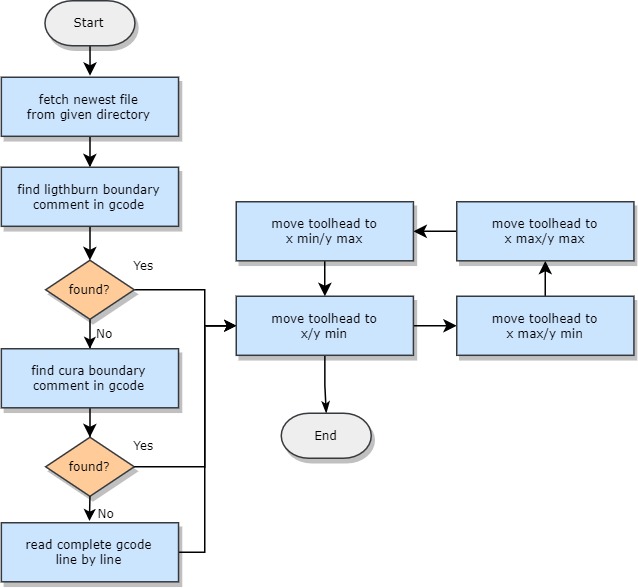 Start
fetch newest file
from given directory
find ligthburn boundary
comment in gcode
Yes
found?
No
find cura boundary
comment in gcode
Yes
found?
No
read complete gcode
line by line
move toolhead to
x min/y max
move toolhead to
x max/y max
move toolhead to
x/y min
move toolhead to
x max/y min
End